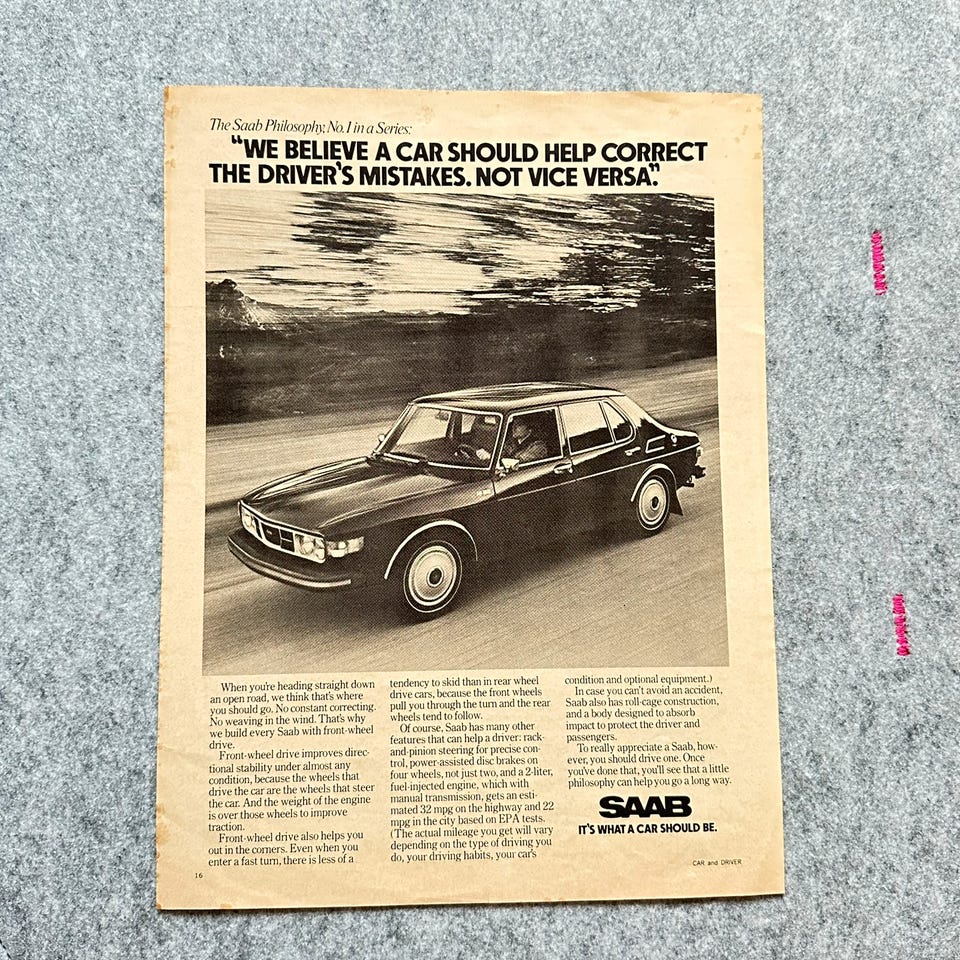 The Saab Philosophy, No. 1 in a Series:
"WE BELIEVE A CAR SHOULD HELP CORRECT
THE DRIVER'S MISTAKES. NOT VICE VERSA."
When you're heading straight down
an open road, we think that's where
you should go. No constant correcting.
No weaving in the wind. That's why
we build every Saab with front-wheel
drive.
Front-wheel drive improves direc-
tional stability under almost any
condition, because the wheels that
drive the car are the wheels that steer
the car. And the weight of the engine
is over those wheels to improve
traction.
Front-wheel drive also helps you
out in the corners. Even when you
enter a fast turn, there is less of a
tendency to skid than in rear wheel
drive cars, because the front wheels
pull you through the turn and the rear
wheels tend to follow.
Of course, Saab has many other
features that can help a driver: rack-
and-pinion steering for precise con-
trol, power-assisted disc brakes on
four wheels, not just two, and a 2-liter,
fuel-injected engine, which with
manual transmission, gets an esti-
mated 32 mpg on the highway and 22
mpg in the city based on EPA tests.
(The actual mileage you get will vary
depending on the type of driving you
do, your driving habits, your car's
condition and optional equipment.)
In case you can't avoid an accident,
Saab also has roll-cage construction,
and a body designed to absorb
impact to protect the driver and
passengers.
To really appreciate a Saab, how-
ever, you should drive one. Once
you've done that, you'll see that a little
philosophy can help you go a long way.
SAAB
IT'S WHAT A CAR SHOULD BE.
16
CAR and DRIVER